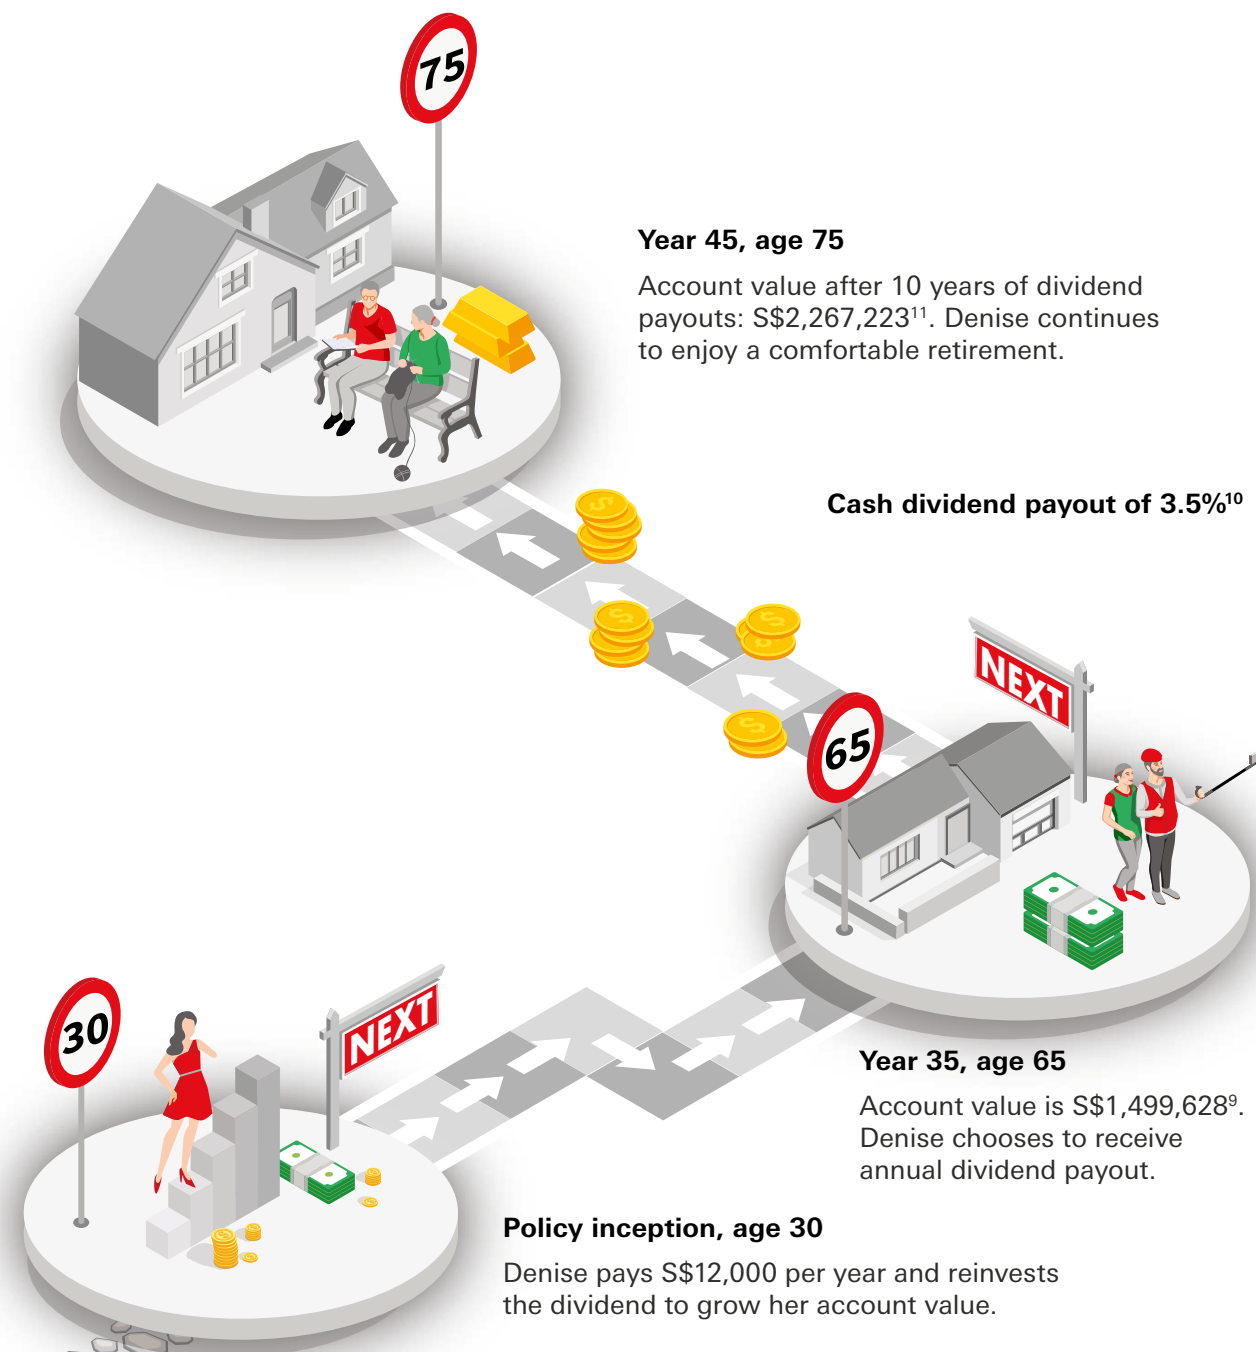 75
Year 45, age 75
Account value after 10 years of dividend
payouts: S$2,267,223¹¹. Denise continues
to enjoy a comfortable retirement.
Cash dividend payout of 3.5%¹⁰
NEXT
65
Year 35, age 65
Account value is S$1,499,628⁹.
Denise chooses to receive
annual dividend payout.
30
NEXT
Policy inception, age 30
Denise pays S$12,000 per year and reinvests
the dividend to grow her account value.